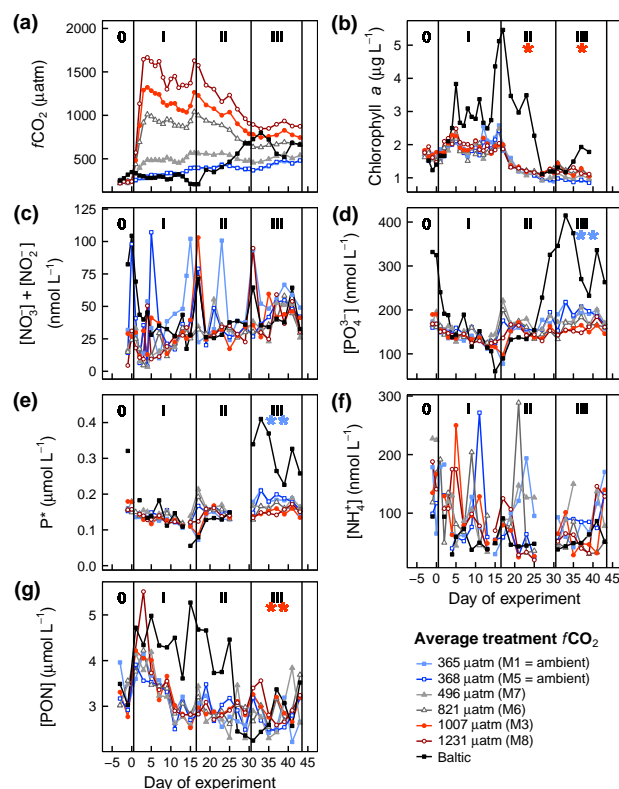 (a)
0 I II III
fCO₂
(µatm)
2000
1500
1000
500
(b)
0 I II III
* *
Chlorophyll a (µg L⁻¹)
5
4
3
2
1
(c)
0 I II III
[NO₃⁻] + [NO₂⁻]
(nmol L⁻¹)
125
100
75
50
25
0
(d)
0 I II III
**
[PO₄³⁻] (nmol L⁻¹)
400
300
200
100
(e)
0 I II III
**
P* (µmol L⁻¹)
0.4
0.3
0.2
0.1
0.0
(f)
0 I II III
[NH₄⁺] (nmol L⁻¹)
300
200
100
−5 0 5 10 15 20 25 30 35 40 45
Day of experiment
(g)
0 I II III
**
[PON] (µmol L⁻¹)
5
4
3
−5 0 5 10 15 20 25 30 35 40 45
Day of experiment
Average treatment fCO₂
365 µatm (M1 = ambient)
368 µatm (M5 = ambient)
496 µatm (M7)
821 µatm (M6)
1007 µatm (M3)
1231 µatm (M8)
Baltic